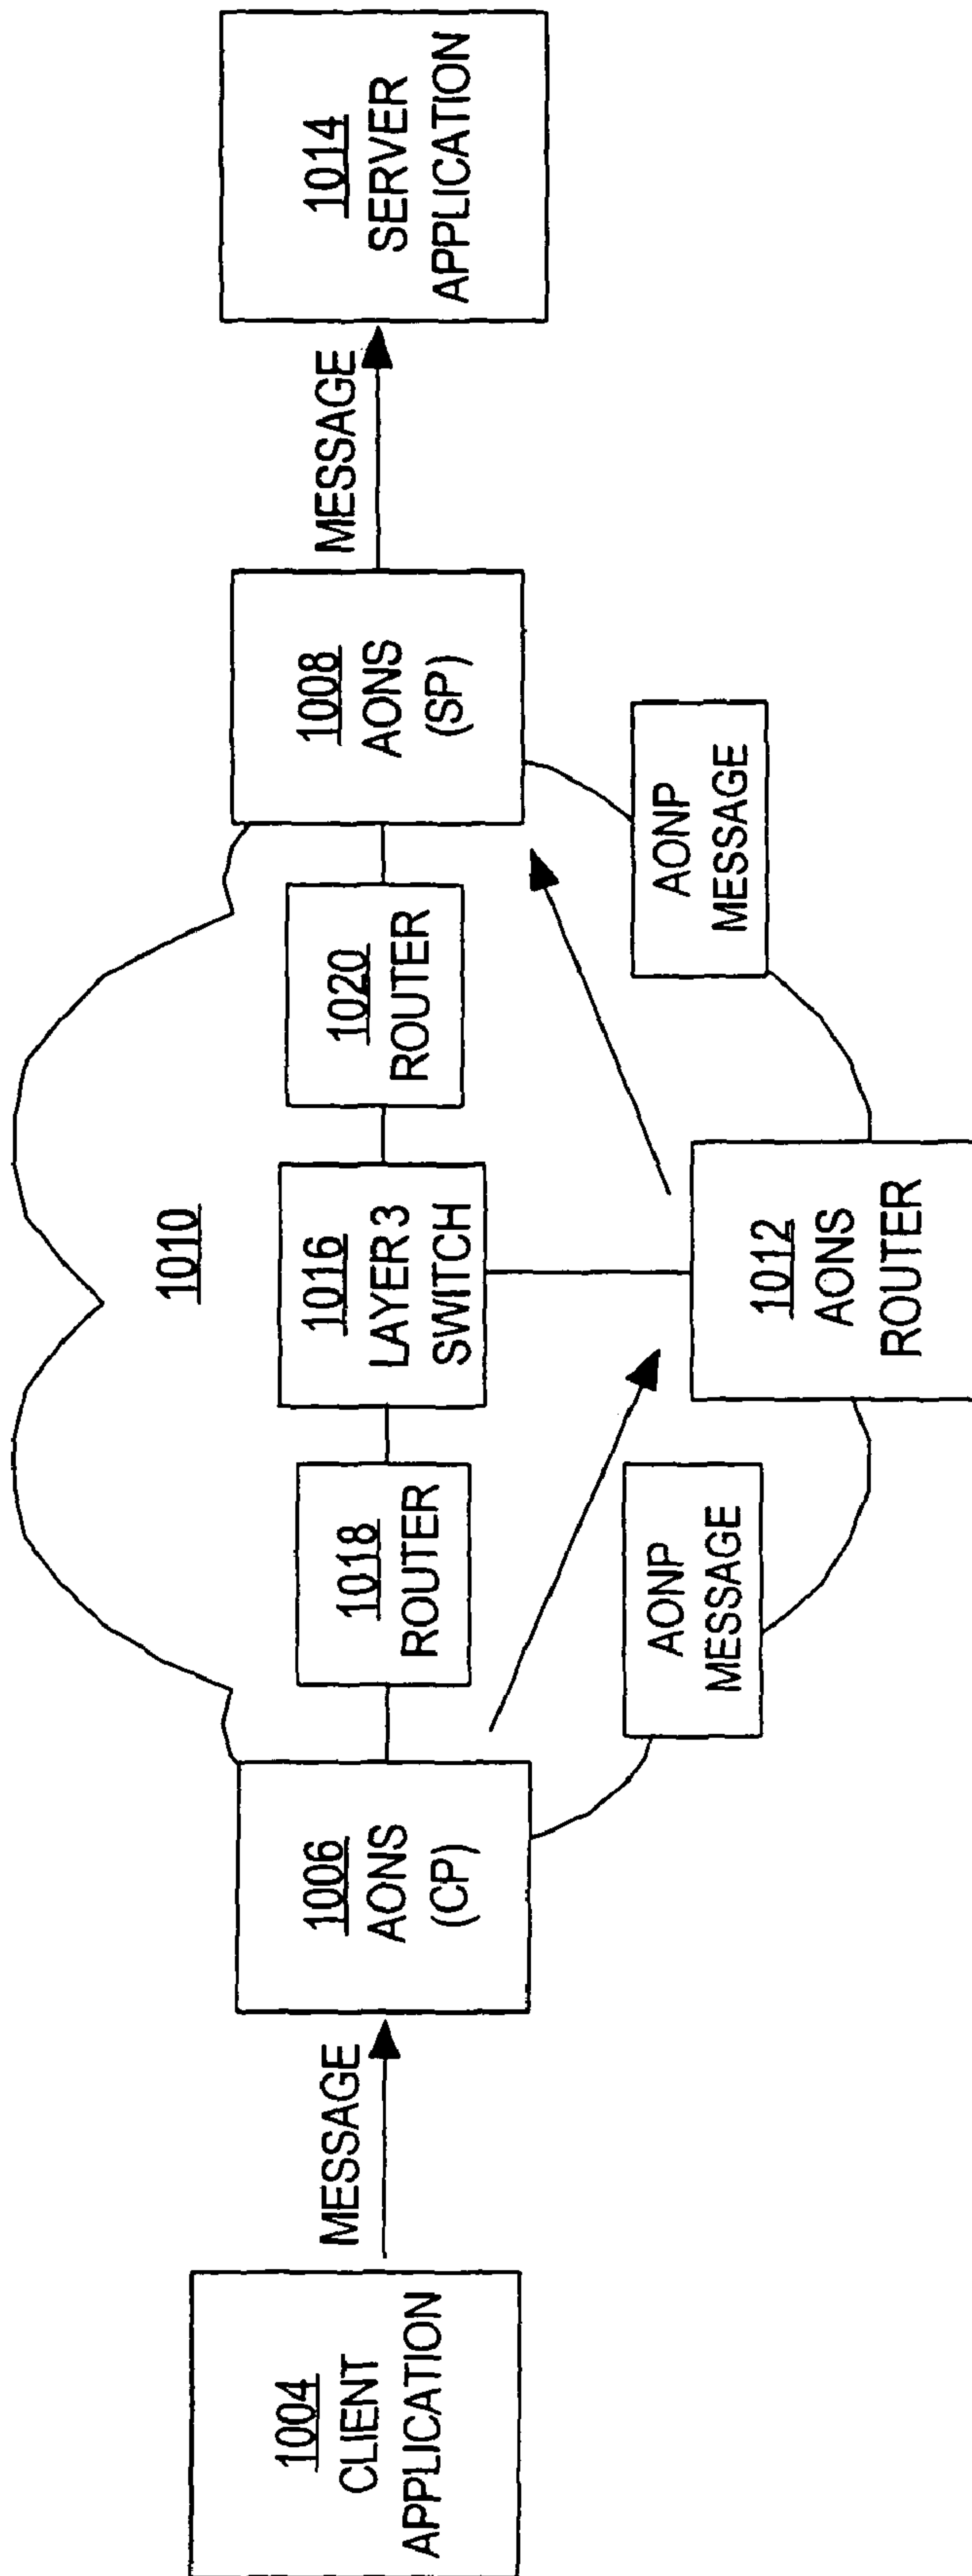 1010
1004
CLIENT
APPLICATION
MESSAGE
1006
AONS
(CP)
1018
ROUTER
1016
LAYER 3
SWITCH
1020
ROUTER
1008
AONS
(SP)
MESSAGE
1014
SERVER
APPLICATION
AONP
MESSAGE
1012
AONS
ROUTER
AONP
MESSAGE